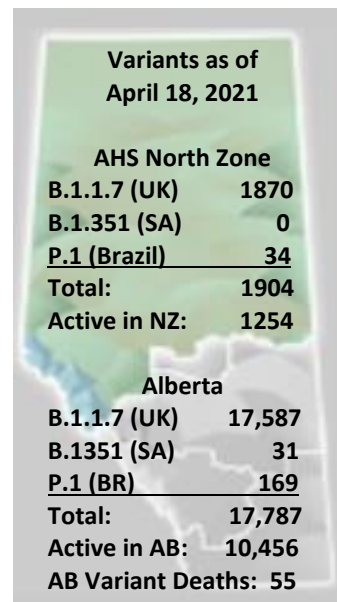 Variants as of
April 18, 2021
AHS North Zone
B.1.1.7 (UK) 1870
B.1.351 (SA) 0
P.1 (Brazil) 34
Total: 1904
Active in NZ: 1254
Alberta
B.1.1.7 (UK) 17,587
B.1351 (SA) 31
P.1 (BR) 169
Total: 17,787
Active in AB: 10,456
AB Variant Deaths: 55